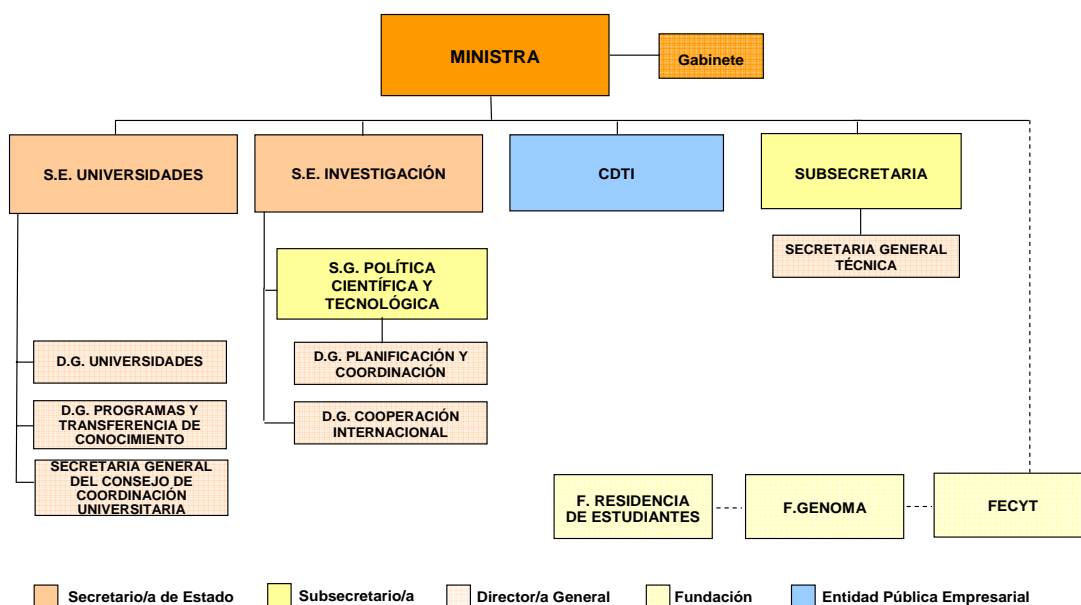 MINISTRA
Gabinete
S.E. UNIVERSIDADES
S.E. INVESTIGACIÓN
CDTI
SUBSECRETARIA
SECRETARIA GENERAL
TÉCNICA
S.G. POLÍTICA
CIENTÍFICA Y
TECNOLÓGICA
D.G. UNIVERSIDADES
D.G. PLANIFICACIÓN Y
COORDINACIÓN
D.G. PROGRAMAS Y
TRANSFERENCIA DE
CONOCIMIENTO
D.G. COOPERACIÓN
INTERNACIONAL
SECRETARIA GENERAL
DEL CONSEJO DE
COORDINACIÓN
UNIVERSITARIA
F. RESIDENCIA
DE ESTUDIANTES
F.GENOMA
FECYT
Secretario/a de Estado
Subsecretario/a
Director/a General
Fundación
Entidad Pública Empresarial